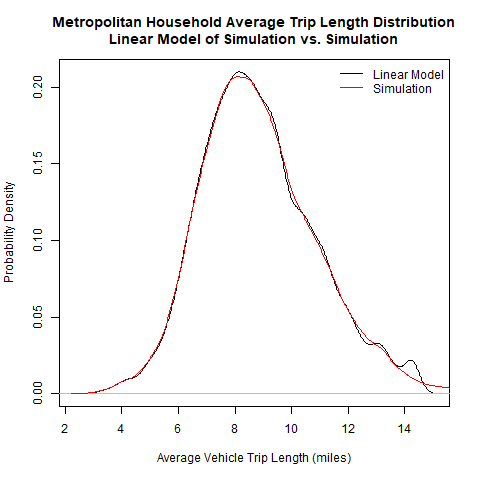 Metropolitan Household Average Trip Length Distribution
Linear Model of Simulation vs. Simulation
Linear Model
Simulation
Probability Density
0.20
0.15
0.10
0.05
0.00
2 4 6 8 10 12 14
Average Vehicle Trip Length (miles)